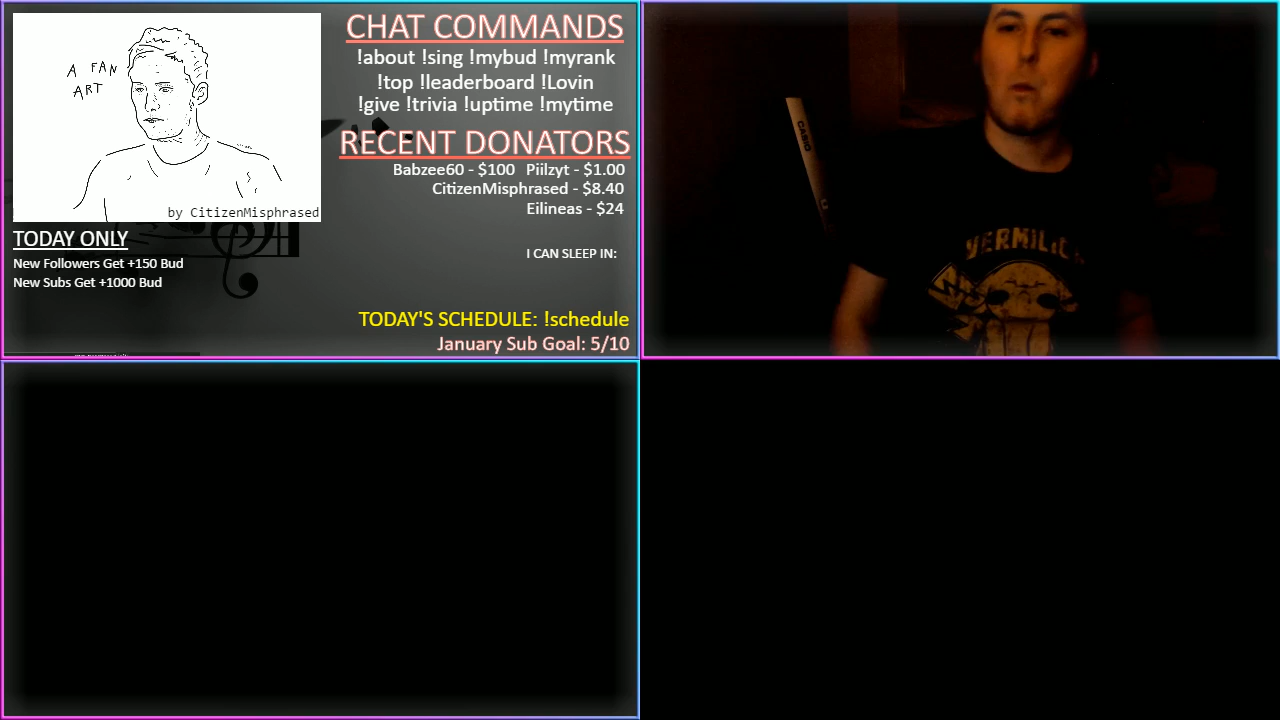 A FAN
ART
by CitizenMisphrased
TODAY ONLY
New Followers Get +150 Bud
New Subs Get +1000 Bud
CHAT COMMANDS
!about !sing !mybud !myrank
!top !leaderboard !Lovin
!give !trivia !uptime !mytime
RECENT DONATORS
Babzee60 - $100 Piilzyt - $1.00
CitizenMisphrased - $8.40
Eilineas - $24
I CAN SLEEP IN:
TODAY'S SCHEDULE: !schedule
January Sub Goal: 5/10
CASIO